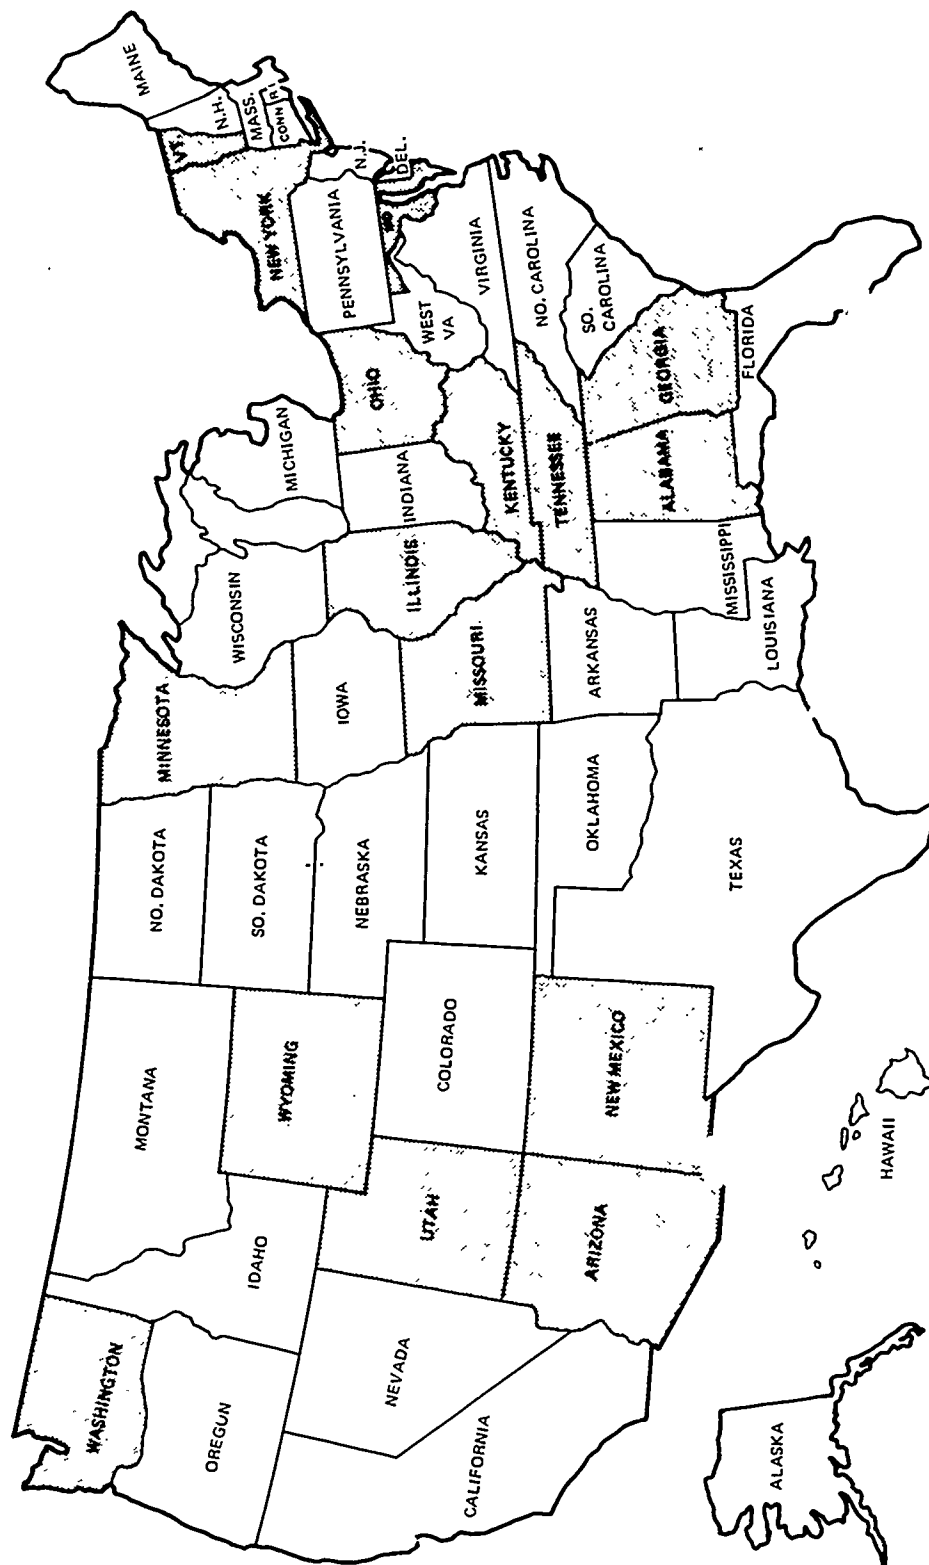 WASHINGTON
OREGUN
CALIFORNIA
NEVADA
IDAHO
MONTANA
WYOMING
UTAH
ARIZONA
COLORADO
NEW MEXICO
NO. DAKOTA
SO. DAKOTA
NEBRASKA
KANSAS
OKLAHOMA
TEXAS
MINNESOTA
IOWA
MISSOURI
ARKANSAS
LOUISIANA
WISCONSIN
ILLINOIS
MICHIGAN
INDIANA
OHIO
KENTUCKY
TENNESSEE
MISSISSIPPI
ALABAMA
GEORGIA
FLORIDA
SO.
CAROLINA
NO. CAROLINA
VIRGINIA
WEST
VA
PENNSYLVANIA
NEW YORK
VT.
N.H.
MAINE
MASS.
CONN
R I
N.J.
DEL.
MD
ALASKA
HAWAII